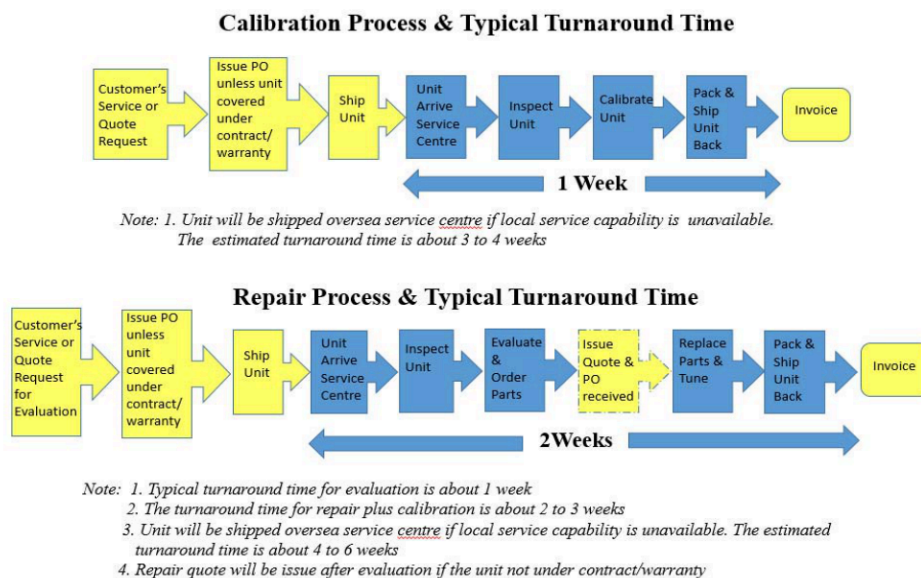 Calibration Process & Typical Turnaround Time
Customer's
Service or
Quote
Request
Issue PO
unless unit
covered
under
contract/
warranty
Ship
Unit
Unit
Arrive
Service
Centre
Inspect
Unit
Calibrate
Unit
Pack &
Ship
Unit
Back
Invoice
1 Week
Note: 1. Unit will be shipped oversea service centre if local service capability is unavailable.
The estimated turnaround time is about 3 to 4 weeks
Repair Process & Typical Turnaround Time
Customer's
Service or
Quote
Request
for
Evaluation
Issue PO
unless
unit
covered
under
contract/
warranty
Ship
Unit
Unit
Arrive
Service
Centre
Inspect
Unit
Evaluate
&
Order
Parts
Issue
Quote &
PO
received
Replace
Parts &
Tune
Pack &
Ship
Unit
Back
Invoice
2Weeks
Note: 1. Typical turnaround time for evaluation is about 1 week
2. The turnaround time for repair plus calibration is about 2 to 3 weeks
3. Unit will be shipped oversea service centre if local service capability is unavailable. The estimated
turnaround time is about 4 to 6 weeks
4. Repair quote will be issue after evaluation if the unit not under contract/warranty